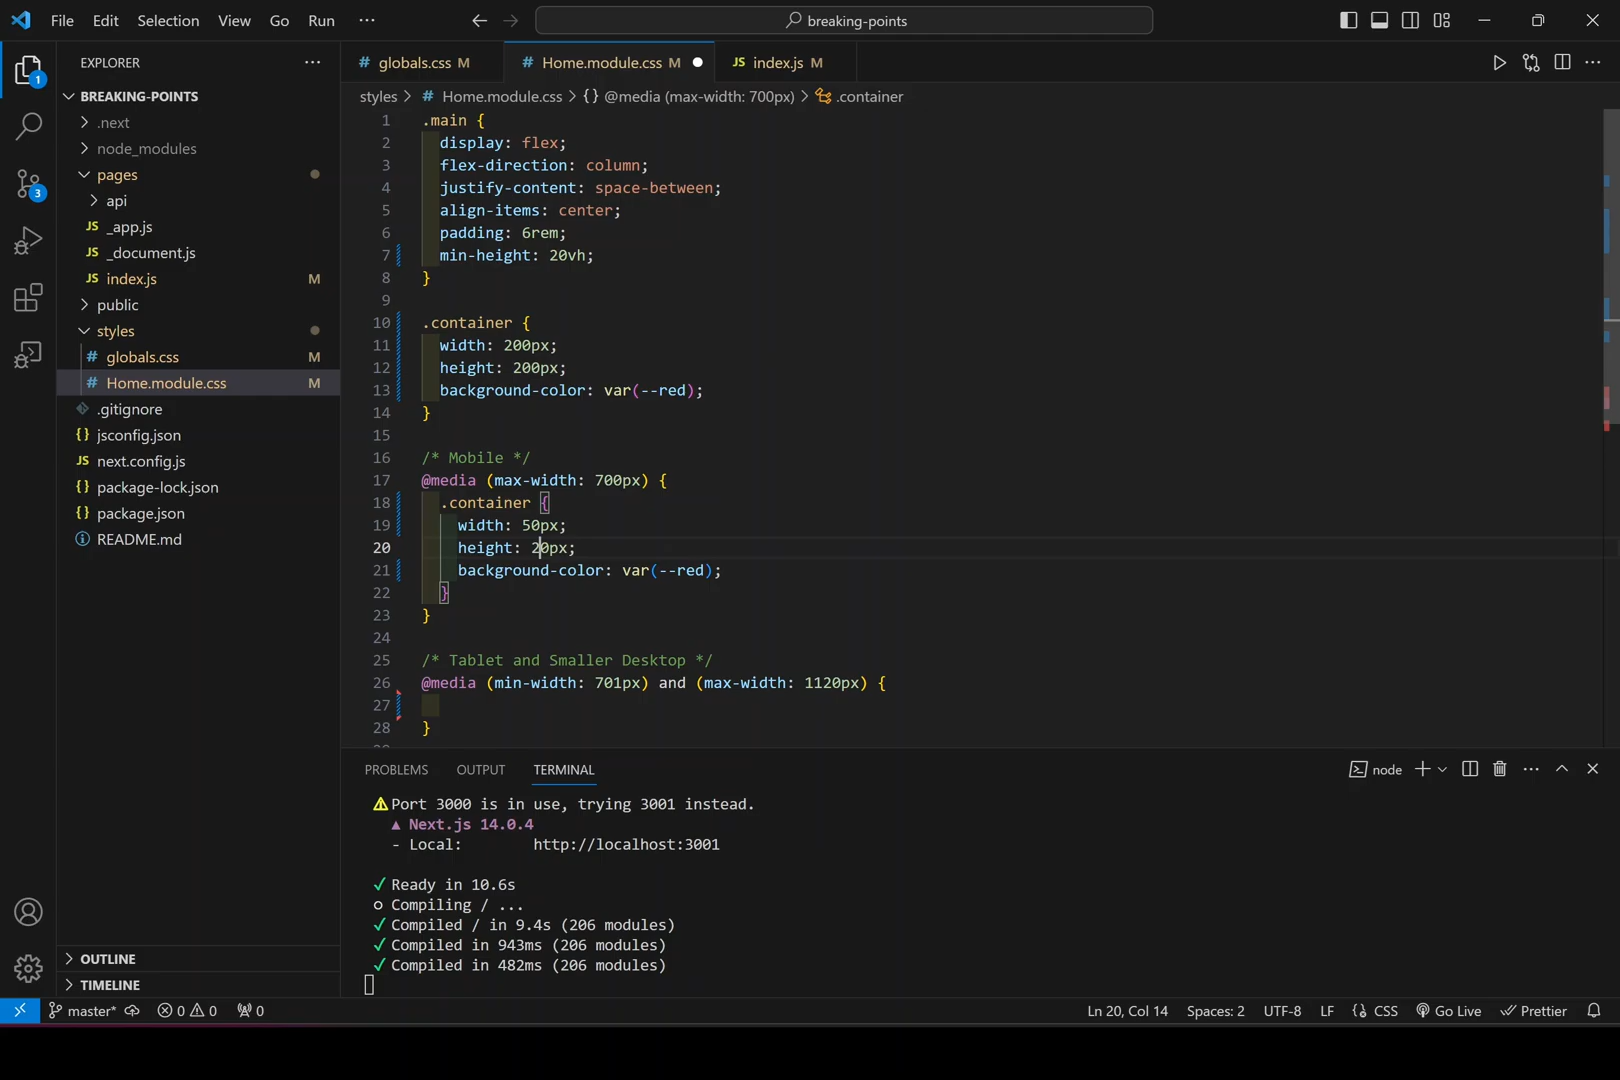 File Edit Selection View Go Run ··· breaking-points
EXPLORER ···
BREAKING-POINTS
.next
node_modules
pages
api
JS _app.js
JS _document.js
JS index.js M
public
styles
# globals.css M
# Home.module.css M
.gitignore
{} jsconfig.json
JS next.config.js
{} package-lock.json
{} package.json
README.md
OUTLINE
TIMELINE
1
3
# globals.css M # Home.module.css M JS index.js M
styles > # Home.module.css > {} @media (max-width: 700px) > .container
1 .main {
2 display: flex;
3 flex-direction: column;
4 justify-content: space-between;
5 align-items: center;
6 padding: 6rem;
7 min-height: 20vh;
8 }
9
10 .container {
11 width: 200px;
12 height: 200px;
13 background-color: var(--red);
14 }
15
16 /* Mobile */
17 @media (max-width: 700px) {
18 .container {
19 width: 50px;
20 height: 20px;
21 background-color: var(--red);
22 }
23 }
24
25 /* Tablet and Smaller Desktop */
26 @media (min-width: 701px) and (max-width: 1120px) {
27
28 }
PROBLEMS OUTPUT TERMINAL node
Port 3000 is in use, trying 3001 instead.
▲ Next.js 14.0.4
- Local: http://localhost:3001
✓ Ready in 10.6s
○ Compiling / ...
✓ Compiled / in 9.4s (206 modules)
✓ Compiled in 943ms (206 modules)
✓ Compiled in 482ms (206 modules)
master* 0 0 0 Ln 20, Col 14 Spaces: 2 UTF-8 LF {} CSS Go Live Prettier